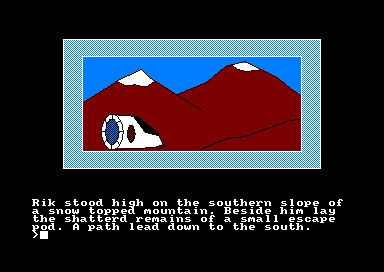 Rik stood high on the southern slope of
a snow topped mountain. Beside him lay
the shatterd remains of a small escape
pod. A path lead down to the south.
>